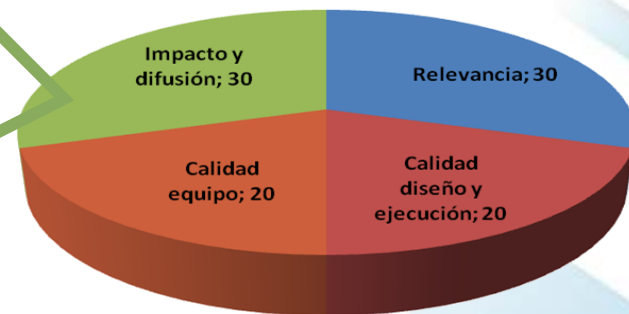 Impacto y
difusión; 30
Relevancia; 30
Calidad
equipo; 20
Calidad
diseño y
ejecución; 20